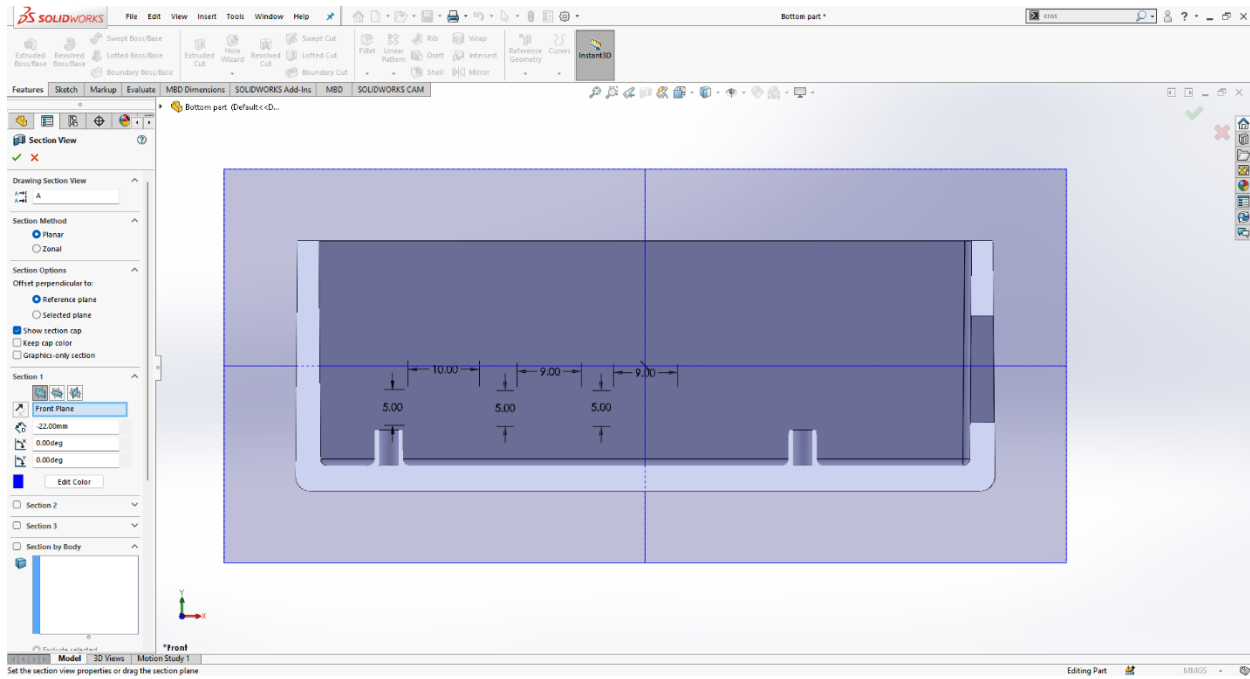 SOLIDWORKS File Edit View Insert Tools Window Help Bottom part *
Extruded Boss/Base Revolved Boss/Base Swept Boss/Base Lofted Boss/Base Boundary Boss/Base Extruded Cut Hole Wizard Revolved Cut Swept Cut Lofted Cut Boundary Cut Fillet Linear Pattern Rib Draft Shell Wrap Intersect Mirror Reference Geometry Curves Instant3D
Features Sketch Markup Evaluate MBD Dimensions SOLIDWORKS Add-Ins MBD SOLIDWORKS CAM
Bottom part (Default<<D...
Section View
Drawing Section View
A
Section Method
Planar
Zonal
Section Options
Offset perpendicular to:
Reference plane
Selected plane
Show section cap
Keep cap color
Graphics-only section
Section 1
Front Plane
-22.00mm
0.00deg
0.00deg
Edit Color
Section 2
Section 3
Section by Body
Exclude selected
10.00 9.00 9.00
5.00 5.00 5.00
Y
X
*Front
Model 3D Views Motion Study 1
Set the section view properties or drag the section plane Editing Part MMGS